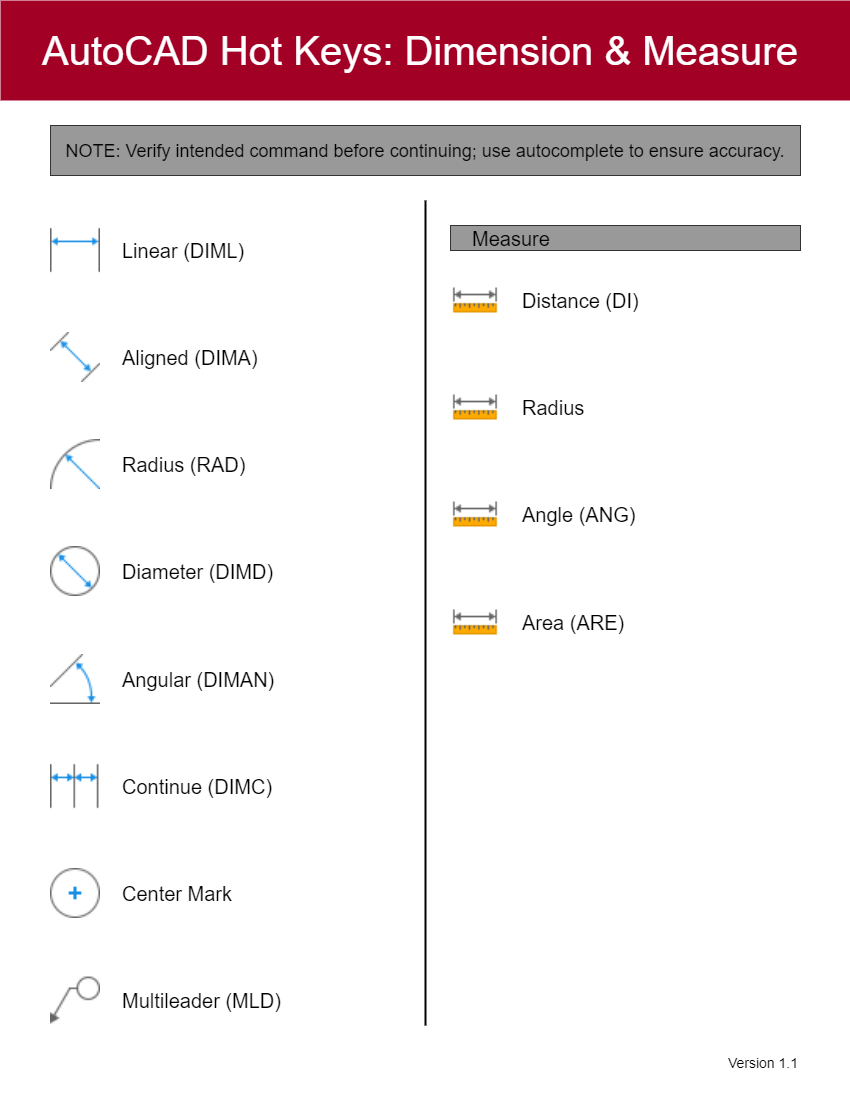 AutoCAD Hot Keys: Dimension & Measure
NOTE: Verify intended command before continuing; use autocomplete to ensure accuracy.
Linear (DIML)
Aligned (DIMA)
Radius (RAD)
Diameter (DIMD)
Angular (DIMAN)
Continue (DIMC)
Center Mark
Multileader (MLD)
Measure
Distance (DI)
Radius
Angle (ANG)
Area (ARE)
Version 1.1